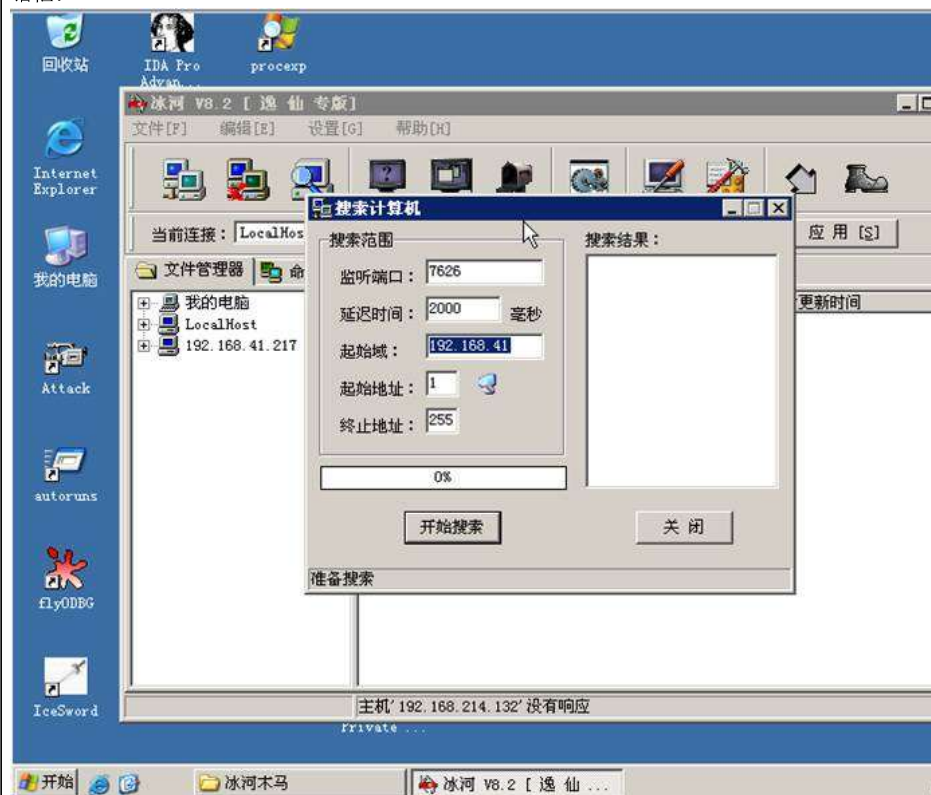 回收站
IDA Pro
Advan...
procexp
Internet
Explorer
我的电脑
Attack
autoruns
flyODBG
IceSword
冰河 V8.2 [ 逸 仙 专版]
文件[F] 编辑[E] 设置[G] 帮助[H]
当前连接： LocalHos
应 用 [S]
文件管理器 命
我的电脑
LocalHost
192.168.41.217
更新时间
搜索计算机
搜索范围
监听端口： 7626
延迟时间： 2000 毫秒
起始域： 192.168.41
起始地址： 1
终止地址： 255
0%
开始搜索
搜索结果：
关 闭
准备搜索
主机'192.168.214.132'没有响应
Private ...
开始
冰河木马
冰河 V8.2 [ 逸 仙 ...